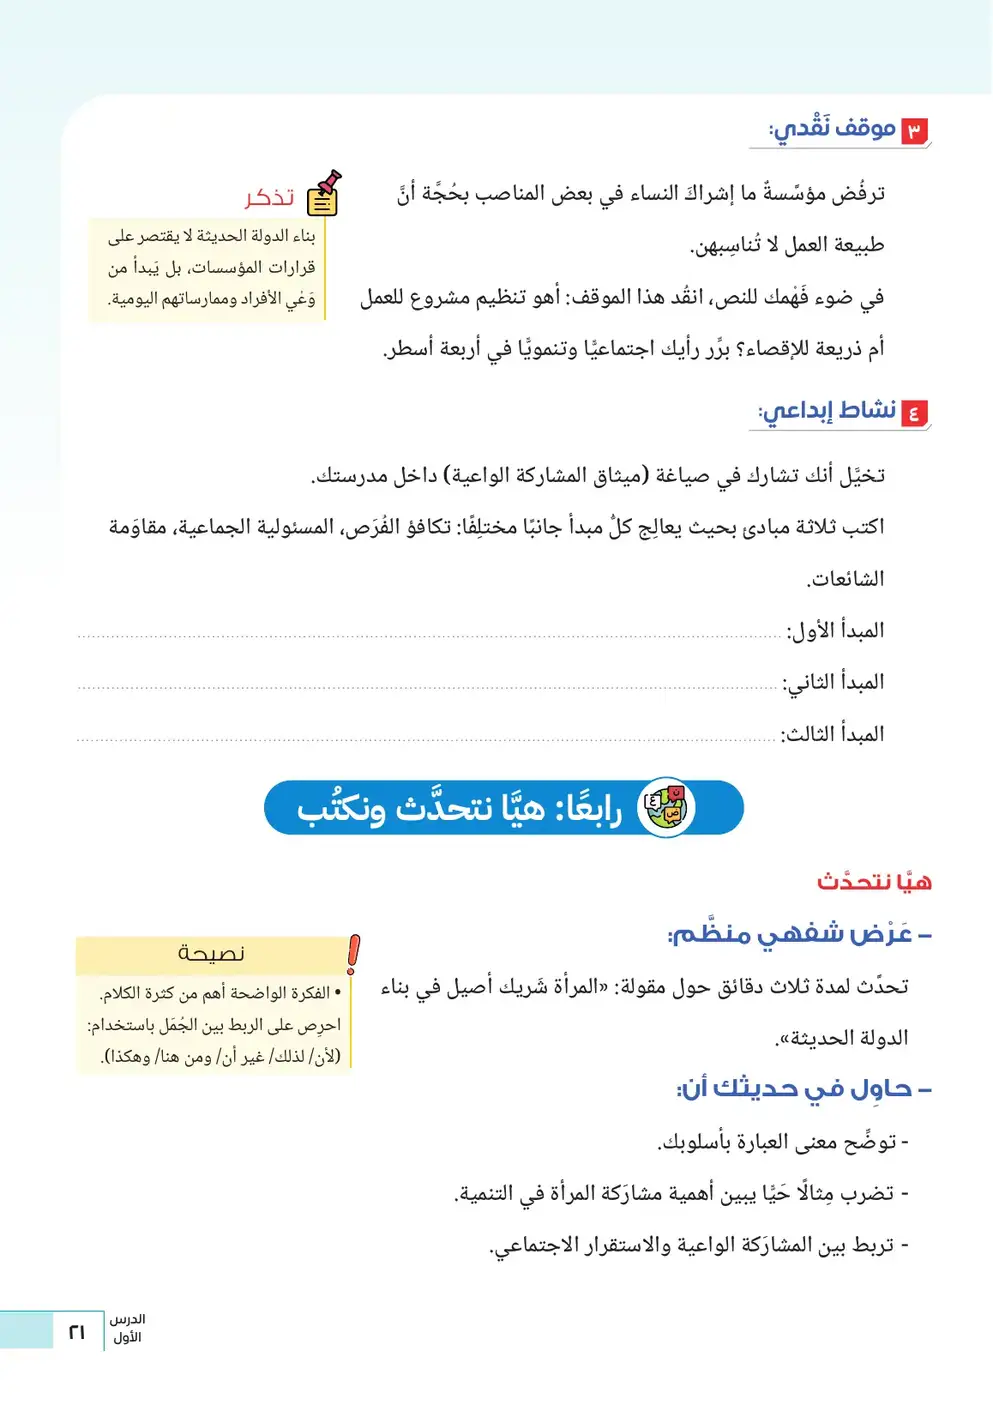 ٣ موقف نَقْدي:
ترفُض مؤسَّسةٌ ما إشراكَ النساء في بعض المناصب بحُجَّة أنَّ
طبيعة العمل لا تُناسِبهن.
في ضوء فَهْمك للنص، انقُد هذا الموقف: أهو تنظيم مشروع للعمل
أم ذريعة للإقصاء؟ برِّر رأيك اجتماعيًّا وتنمويًّا في أربعة أسطر.
تذكر
بناء الدولة الحديثة لا يقتصر على
قرارات المؤسسات، بل يَبدأ من
وَعْي الأفراد وممارساتهم اليومية.
٤ نشاط إبداعي:
تخيَّل أنك تشارك في صياغة (ميثاق المشاركة الواعية) داخل مدرستك.
اكتب ثلاثة مبادئ بحيث يعالِج كلُّ مبدأ جانبًا مختلِفًا: تكافؤ الفُرَص، المسئولية الجماعية، مقاوَمة
الشائعات.
المبدأ الأول:
المبدأ الثاني:
المبدأ الثالث:
رابعًا: هيَّا نتحدَّث ونكتُب
هيَّا نتحدَّث
– عَرْض شفهي منظَّم:
تحدَّث لمدة ثلاث دقائق حول مقولة: «المرأة شَريك أصيل في بناء
الدولة الحديثة».
نصيحة
• الفكرة الواضحة أهم من كثرة الكلام.
احرِص على الربط بين الجُمَل باستخدام:
(لأن/ لذلك/ غير أن/ ومن هنا/ وهكذا).
– حاوِل في حديثك أن:
- توضَّح معنى العبارة بأسلوبك.
- تضرب مِثالًا حَيًّا يبين أهمية مشارَكة المرأة في التنمية.
- تربط بين المشارَكة الواعية والاستقرار الاجتماعي.
الدرس
الأول
٢١